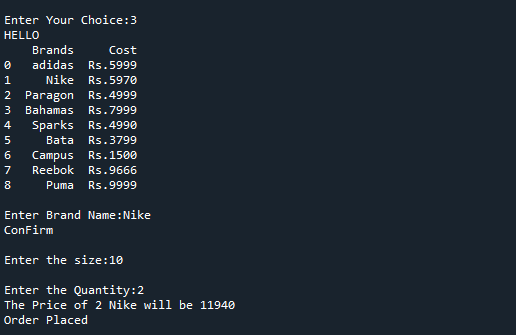 Enter Your Choice:3
HELLO
Brands Cost
0 adidas Rs.5999
1 Nike Rs.5970
2 Paragon Rs.4999
3 Bahamas Rs.7999
4 Sparks Rs.4990
5 Bata Rs.3799
6 Campus Rs.1500
7 Reebok Rs.9666
8 Puma Rs.9999
Enter Brand Name:Nike
ConFirm
Enter the size:10
Enter the Quantity:2
The Price of 2 Nike will be 11940
Order Placed